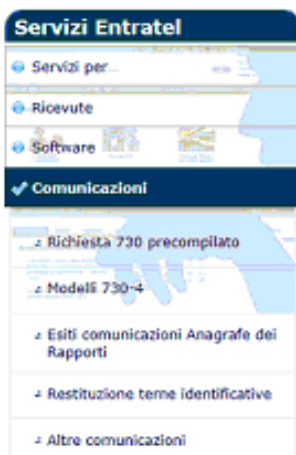 Servizi Entratel
Servizi per
Ricevute
Software
Comunicazioni
Richiesta 730 precompilato
Modelli 730-4
Esiti comunicazioni Anagrafe dei
Rapporti
Restituzione terne identificative
Altre comunicazioni